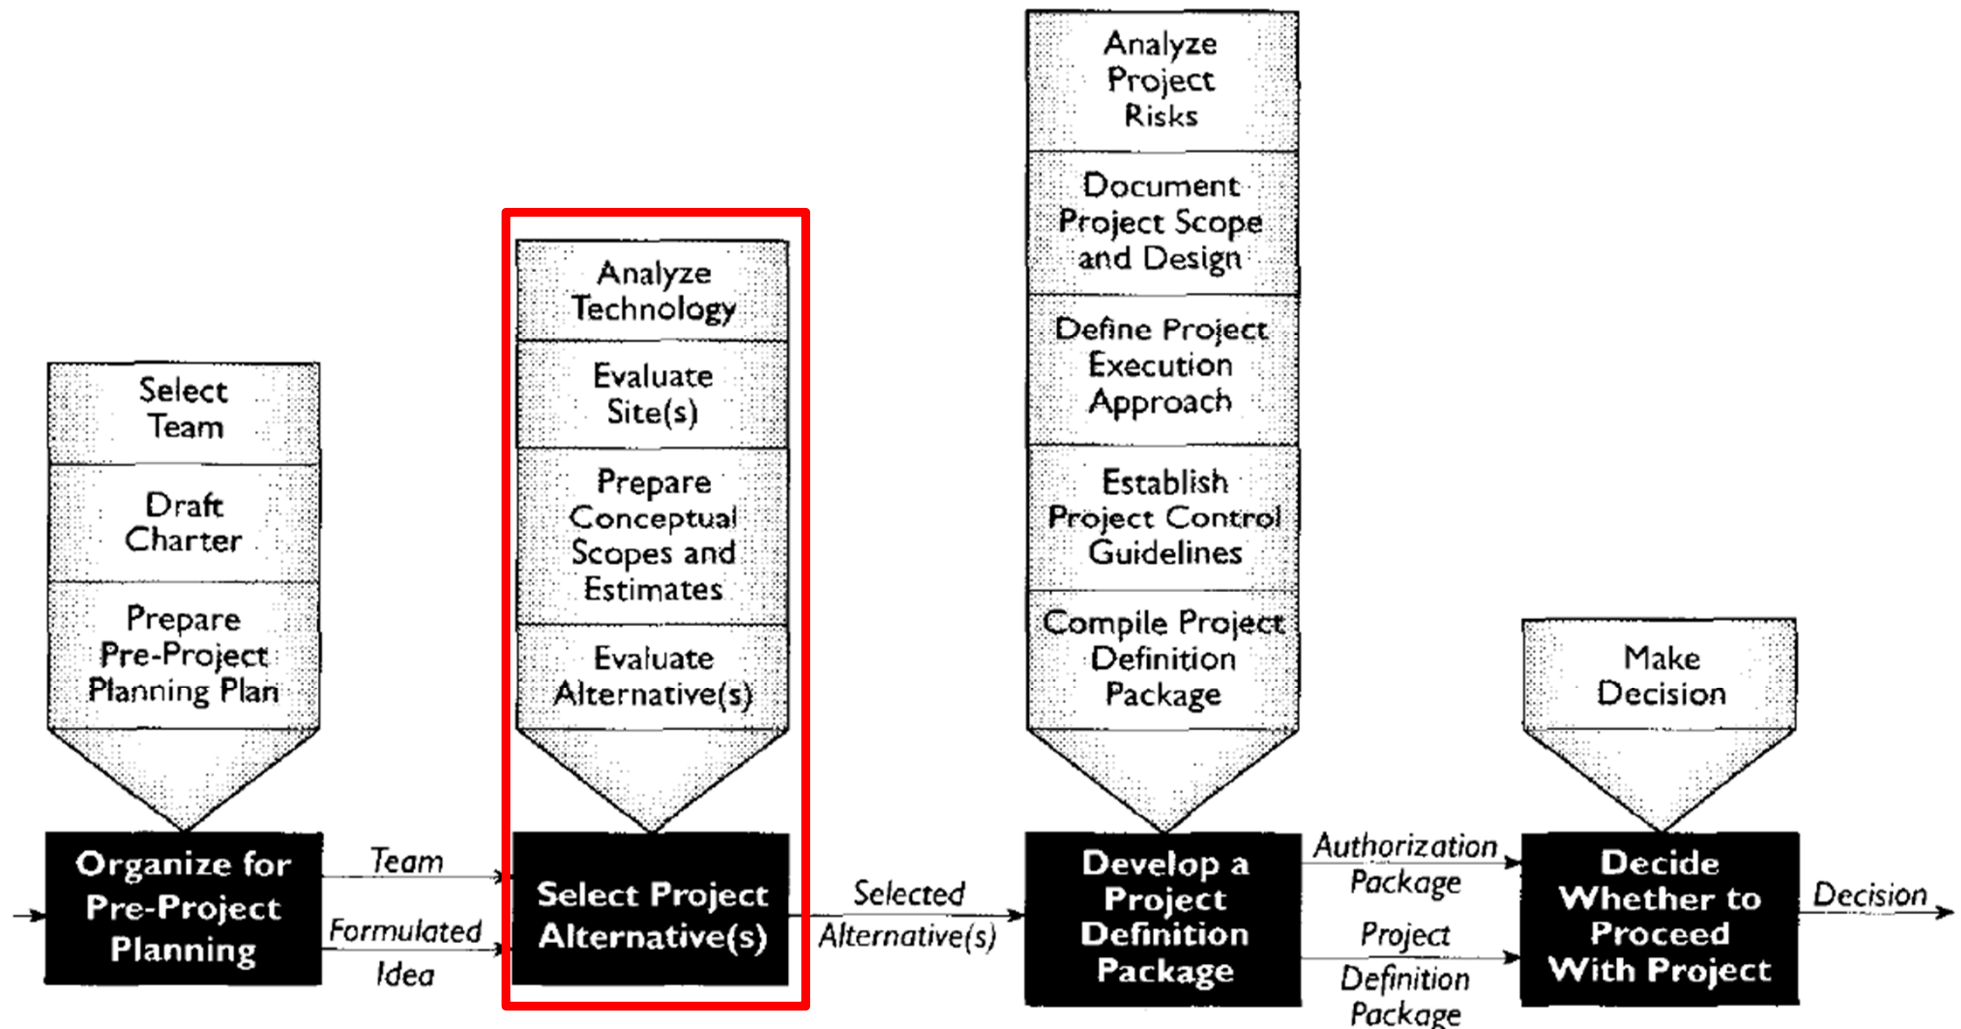 Select
Team
Draft
Charter
Prepare
Pre-Project
Planning Plan
Organize for
Pre-Project
Planning
Team
Formulated
Idea
Analyze
Technology
Evaluate
Site(s)
Prepare
Conceptual
Scopes and
Estimates
Evaluate
Alternative(s)
Select Project
Alternative(s)
Selected
Alternative(s)
Analyze
Project
Risks
Document
Project Scope
and Design
Define Project
Execution
Approach
Establish
Project Control
Guidelines
Compile Project
Definition
Package
Develop a
Project
Definition
Package
Authorization
Package
Project
Definition
Package
Make
Decision
Decide
Whether to
Proceed
With Project
Decision